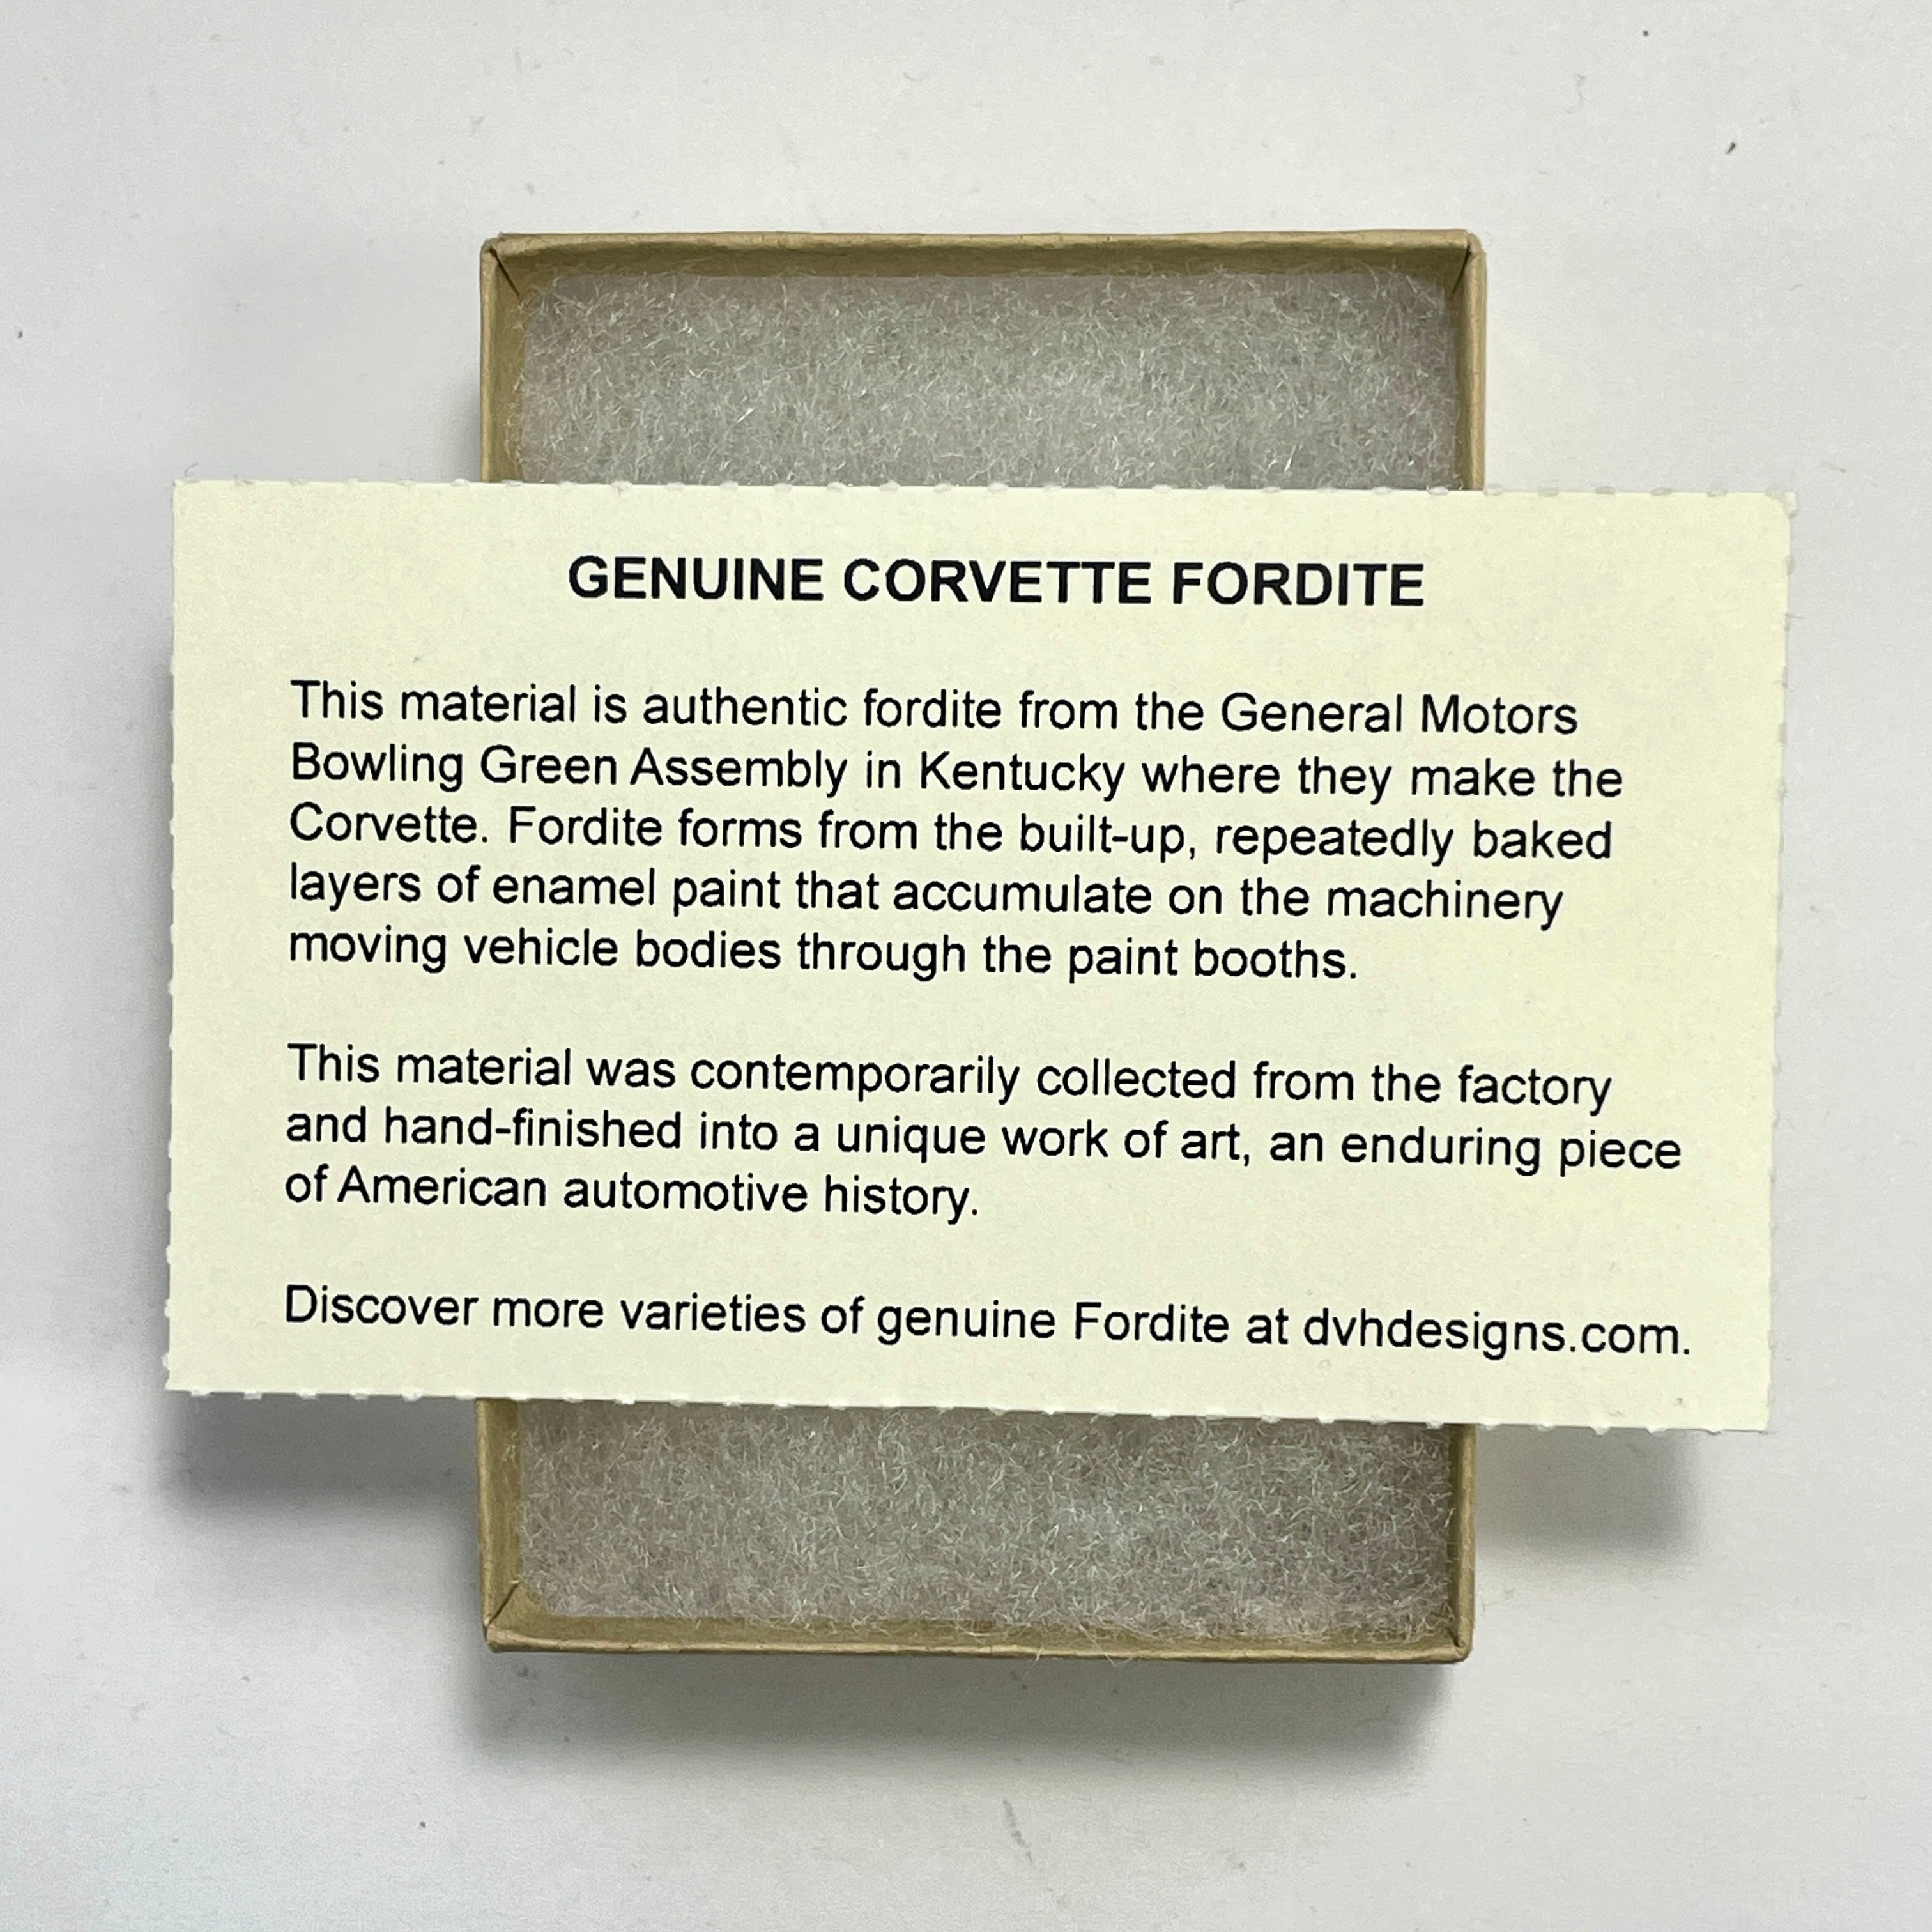 GENUINE CORVETTE FORDITE
This material is authentic fordite from the General Motors
Bowling Green Assembly in Kentucky where they make the
Corvette. Fordite forms from the built-up, repeatedly baked
layers of enamel paint that accumulate on the machinery
moving vehicle bodies through the paint booths.
This material was contemporarily collected from the factory
and hand-finished into a unique work of art, an enduring piece
of American automotive history.
Discover more varieties of genuine Fordite at dvhdesigns.com.